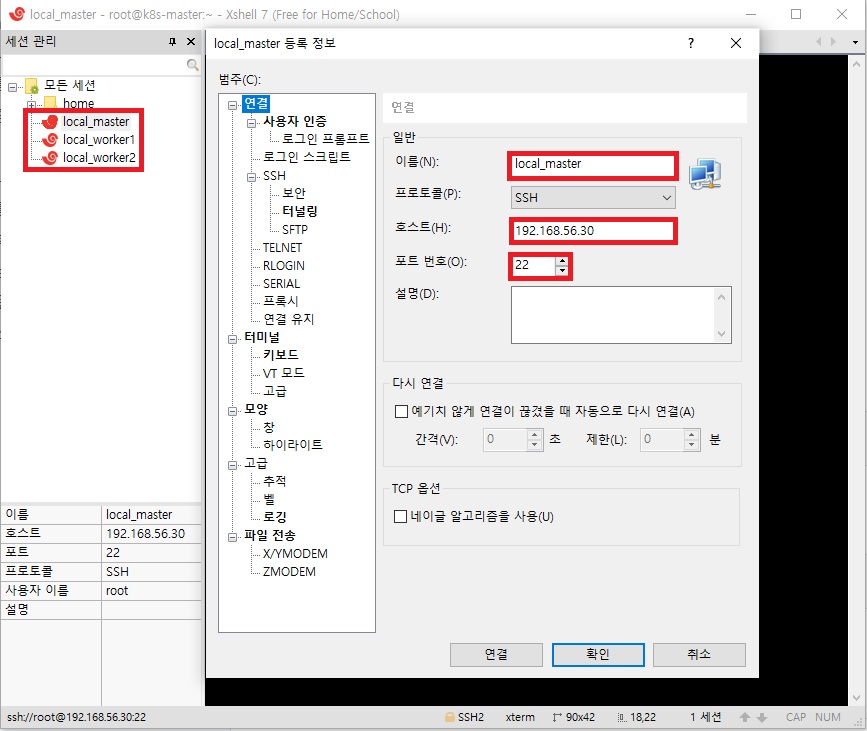 local_master - root@k8s-master:~ - Xshell 7 (Free for Home/School)
세션 관리
모든 세션
home
local_master
local_worker1
local_worker2
이름 local_master
호스트 192.168.56.30
포트 22
프로토콜 SSH
사용자 이름 root
설명
local_master 등록 정보
?
범주(C):
연결
사용자 인증
로그인 프롬프트
로그인 스크립트
SSH
보안
터널링
SFTP
TELNET
RLOGIN
SERIAL
프록시
연결 유지
터미널
키보드
VT 모드
고급
모양
창
하이라이트
고급
추적
벨
로깅
파일 전송
X/YMODEM
ZMODEM
연결
일반
이름(N): local_master
프로토콜(P): SSH
호스트(H): 192.168.56.30
포트 번호(O): 22
설명(D):
다시 연결
예기치 않게 연결이 끊겼을 때 자동으로 다시 연결(A)
간격(V): 0 초 제한(L): 0 분
TCP 옵션
네이글 알고리즘을 사용(U)
연결 확인 취소
ssh://root@192.168.56.30:22 SSH2 xterm 90x42 18,22 1 세션 CAP NUM